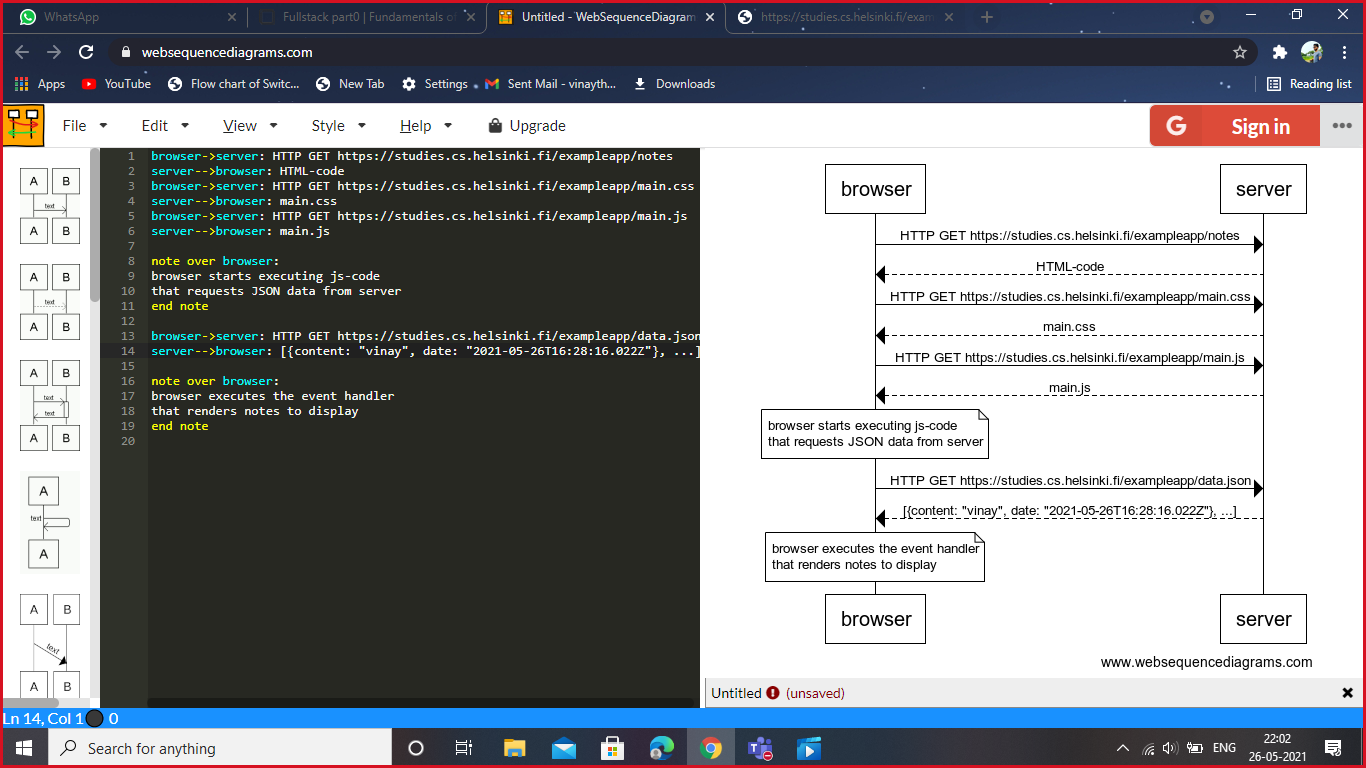 WhatsApp
Fullstack part0 | Fundamentals of
Untitled - WebSequenceDiagram
https://studies.cs.helsinki.fi/exam
websequencediagrams.com
Apps
YouTube
Flow chart of Switc...
New Tab
Settings
Sent Mail - vinayth...
Downloads
Reading list
File
Edit
View
Style
Help
Upgrade
G
Sign in
A B
text
A B
A B
text
A B
A B
text
text
A B
A
text
A
A B
text
A B
1 browser->server: HTTP GET https://studies.cs.helsinki.fi/exampleapp/notes
2 server-->browser: HTML-code
3 browser->server: HTTP GET https://studies.cs.helsinki.fi/exampleapp/main.css
4 server-->browser: main.css
5 browser->server: HTTP GET https://studies.cs.helsinki.fi/exampleapp/main.js
6 server-->browser: main.js
7
8 note over browser:
9 browser starts executing js-code
10 that requests JSON data from server
11 end note
12
13 browser->server: HTTP GET https://studies.cs.helsinki.fi/exampleapp/data.json
14 server-->browser: [{content: "vinay", date: "2021-05-26T16:28:16.022Z"}, ...]
15
16 note over browser:
17 browser executes the event handler
18 that renders notes to display
19 end note
20
browser
server
HTTP GET https://studies.cs.helsinki.fi/exampleapp/notes
HTML-code
HTTP GET https://studies.cs.helsinki.fi/exampleapp/main.css
main.css
HTTP GET https://studies.cs.helsinki.fi/exampleapp/main.js
main.js
browser starts executing js-code
that requests JSON data from server
HTTP GET https://studies.cs.helsinki.fi/exampleapp/data.json
[{content: "vinay", date: "2021-05-26T16:28:16.022Z"}, ...]
browser executes the event handler
that renders notes to display
browser
server
www.websequencediagrams.com
Untitled (unsaved)
Ln 14, Col 1 0
Search for anything
ENG
22:02
26-05-2021